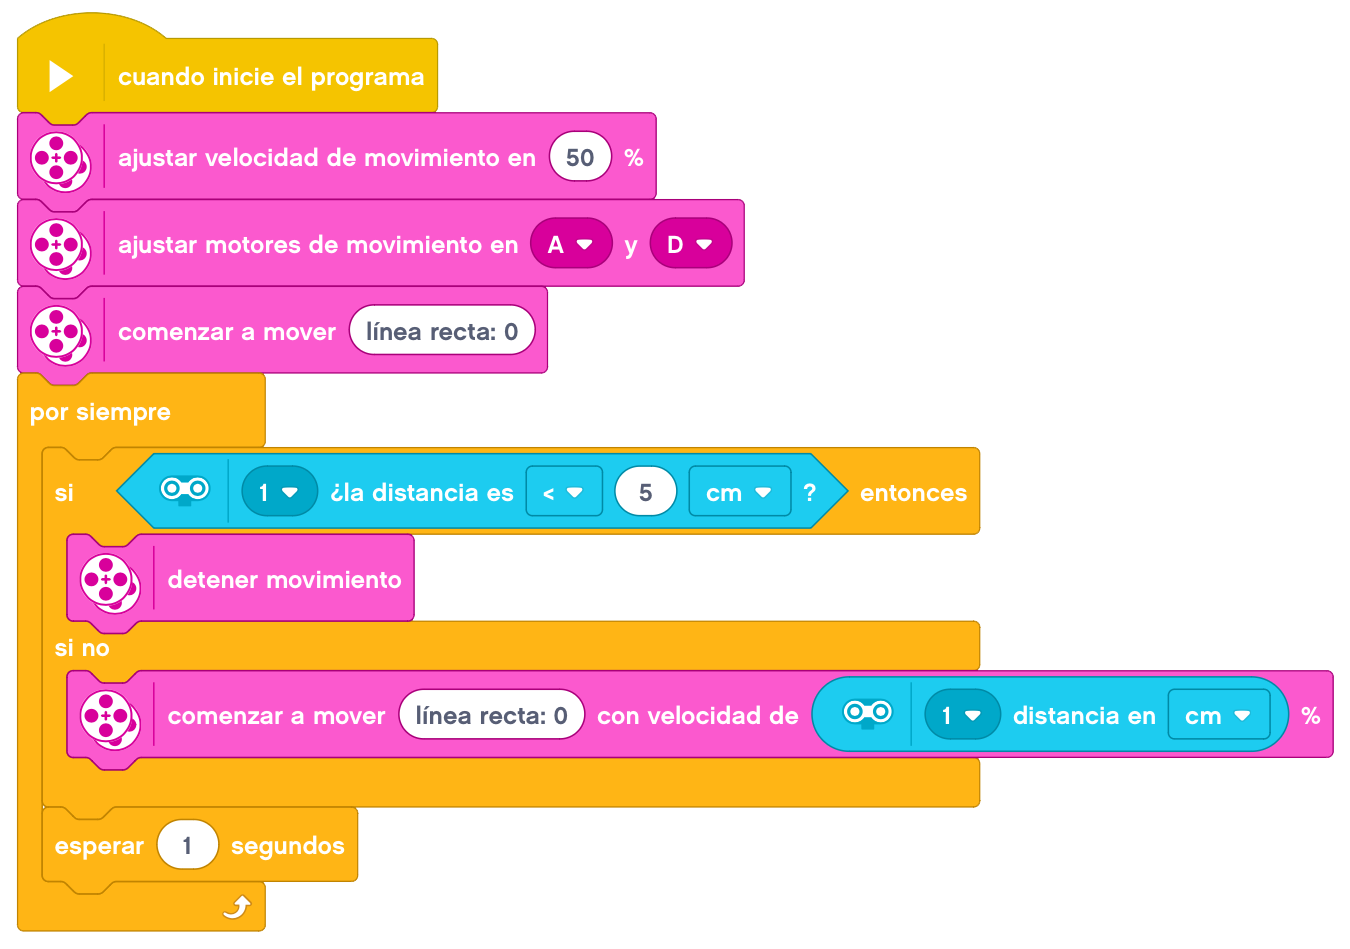 cuando inicie el programa
ajustar velocidad de movimiento en 50 %
ajustar motores de movimiento en A y D
comenzar a mover línea recta: 0
por siempre
si 1 ¿la distancia es < 5 cm ? entonces
detener movimiento
si no
comenzar a mover línea recta: 0 con velocidad de 1 distancia en cm %
esperar 1 segundos